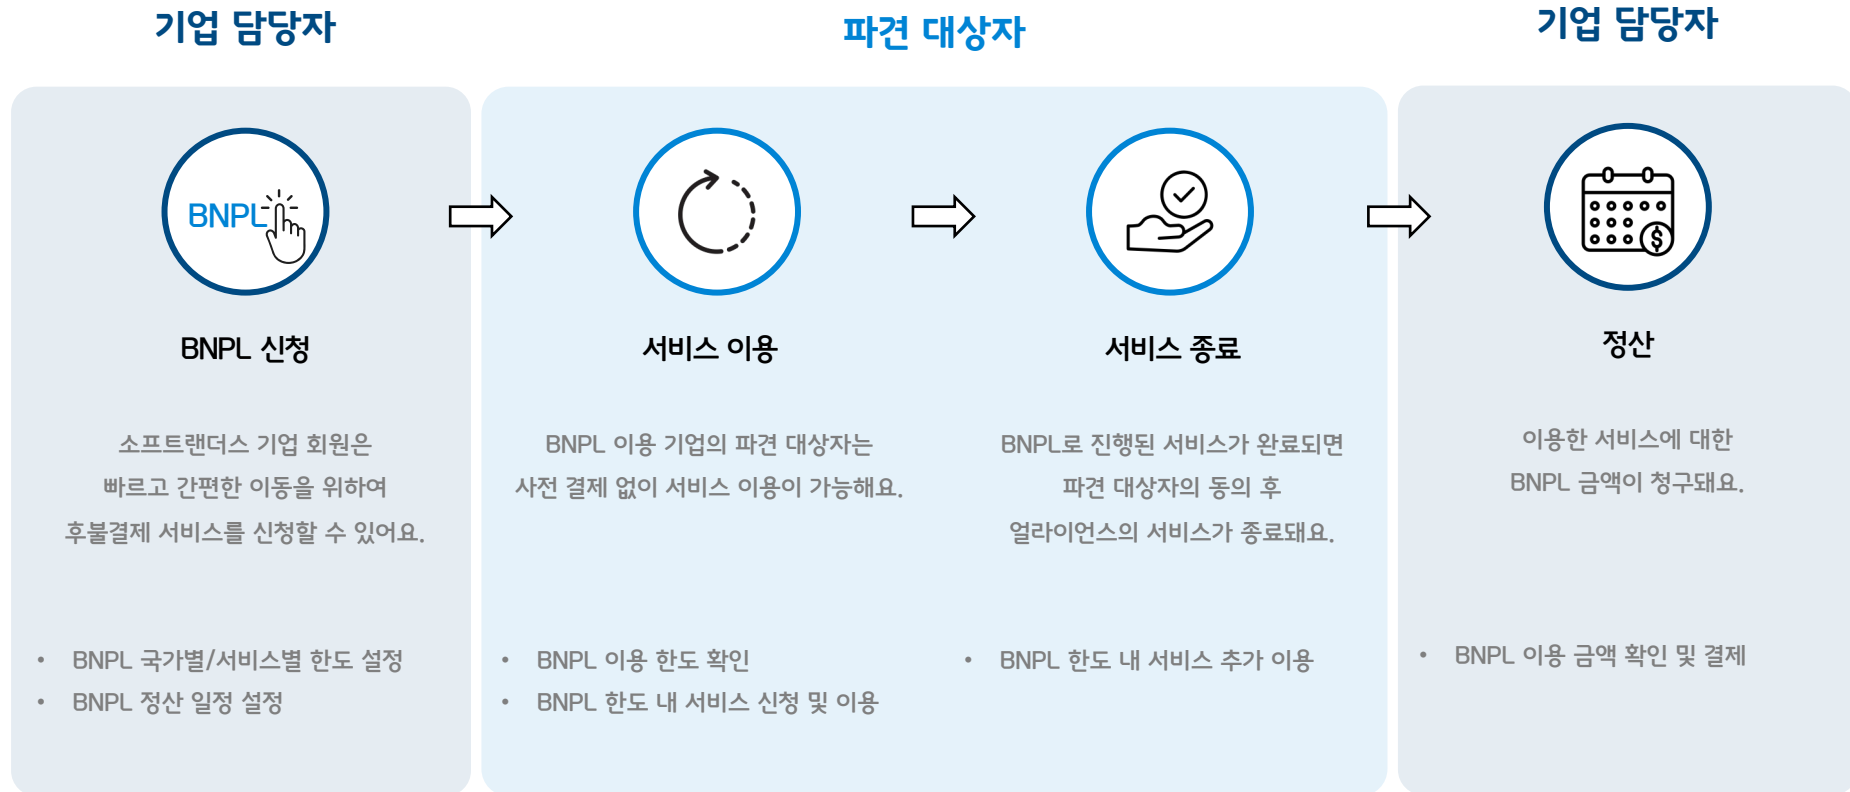 기업 담당자
파견 대상자
기업 담당자
BNPL
BNPL 신청
소프트랜더스 기업 회원은
빠르고 간편한 이동을 위하여
후불결제 서비스를 신청할 수 있어요.
• BNPL 국가별/서비스별 한도 설정
• BNPL 정산 일정 설정
서비스 이용
BNPL 이용 기업의 파견 대상자는
사전 결제 없이 서비스 이용이 가능해요.
• BNPL 이용 한도 확인
• BNPL 한도 내 서비스 신청 및 이용
서비스 종료
BNPL로 진행된 서비스가 완료되면
파견 대상자의 동의 후
얼라이언스의 서비스가 종료돼요.
• BNPL 한도 내 서비스 추가 이용
$
정산
이용한 서비스에 대한
BNPL 금액이 청구돼요.
• BNPL 이용 금액 확인 및 결제